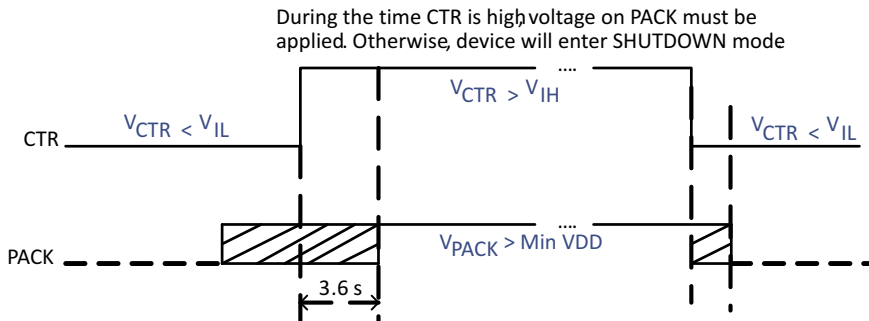 During the time CTR is high,voltage on PACK must be
applied. Otherwise, device will enter SHUTDOWN mode
....
VCTR > VIH
VCTR < VIL
VCTR < VIL
CTR
....
VPACK > Min VDD
PACK
3.6 s